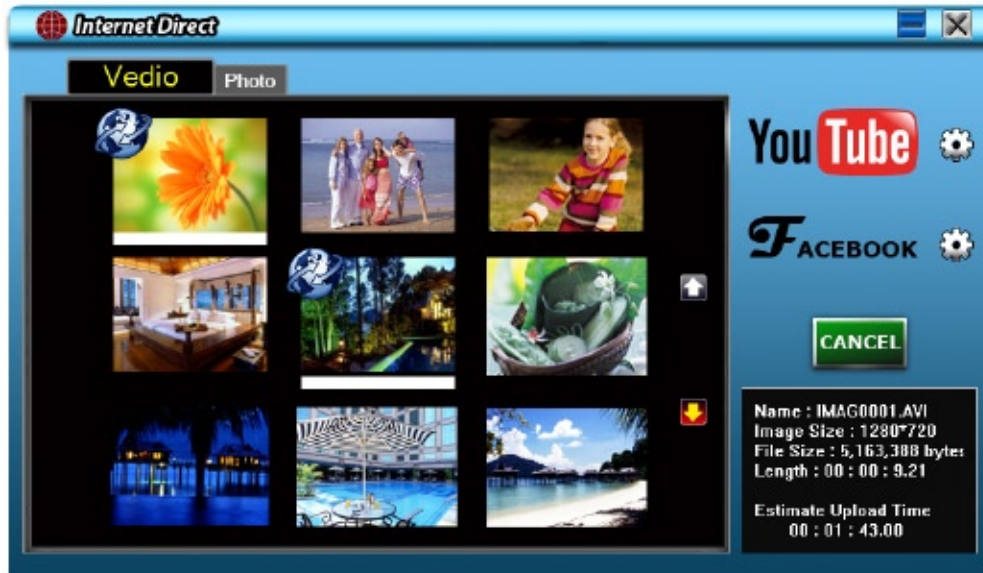 Internet Direct
Vedio
Photo
YouTube
FACEBOOK
CANCEL
Name : IMAG0001.AVI
Image Size : 1280*720
File Size : 5,163,388 bytes
Length : 00 : 00 : 9.21
Estimate Upload Time
00 : 01 : 43.00